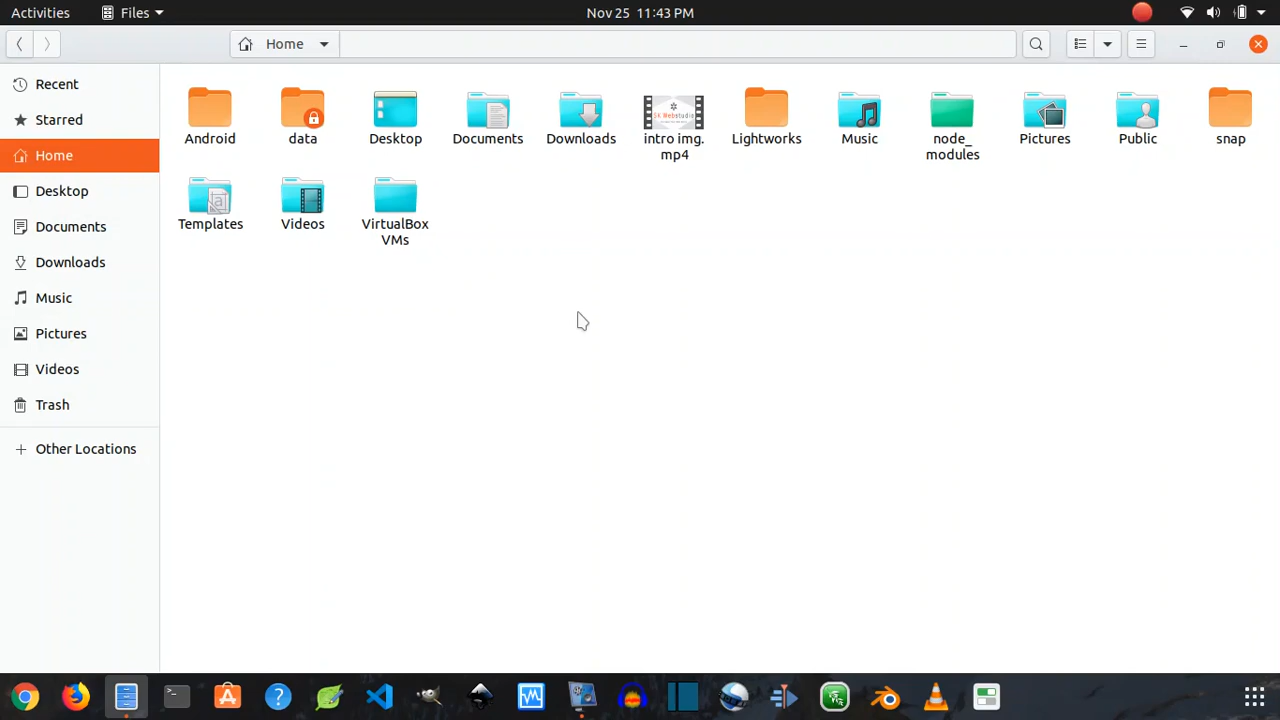 Activities
Files
Nov 25 11:43 PM
Home
Recent
Starred
Home
Desktop
Documents
Downloads
Music
Pictures
Videos
Trash
Other Locations
Android
data
Desktop
Documents
Downloads
SK Webstudio
intro img.
mp4
Lightworks
Music
node_
modules
Pictures
Public
snap
Templates
Videos
VirtualBox
VMs